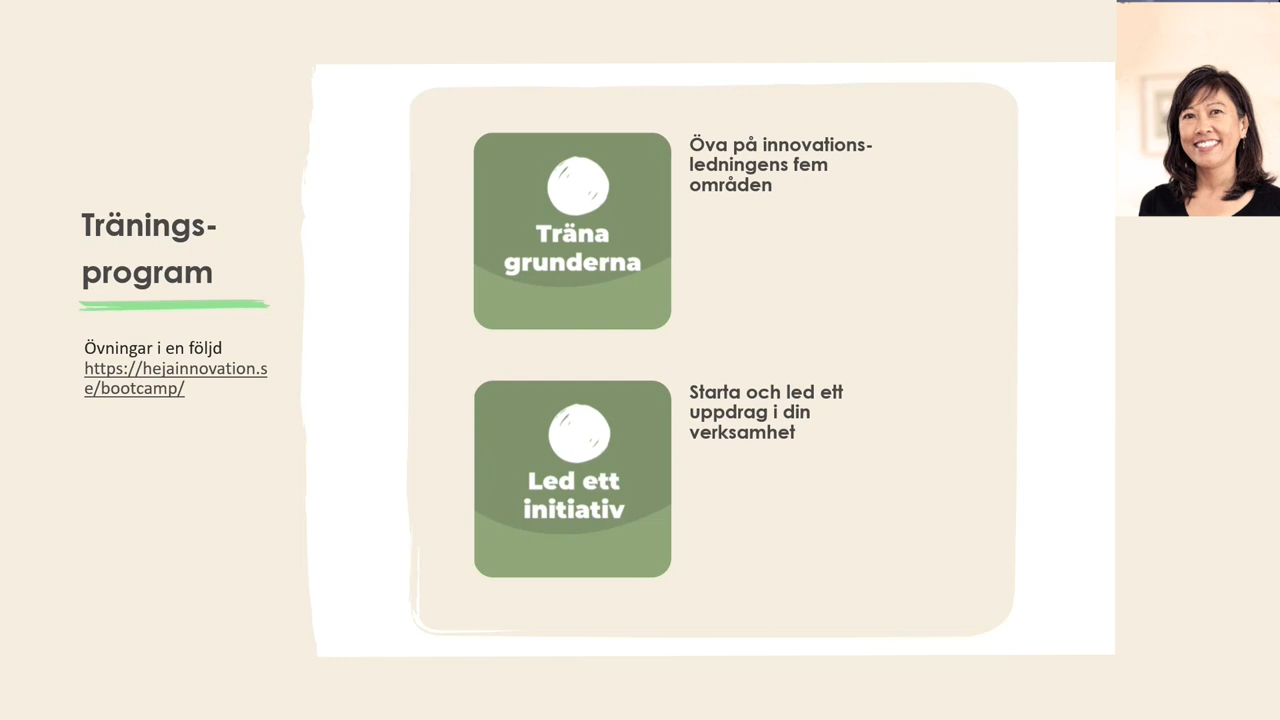 Tränings-
program
Övningar i en följd
https://hejainnovation.s
e/bootcamp/
Träna
grunderna
Öva på innovations-
ledningens fem
områden
Led ett
initiativ
Starta och led ett
uppdrag i din
verksamhet